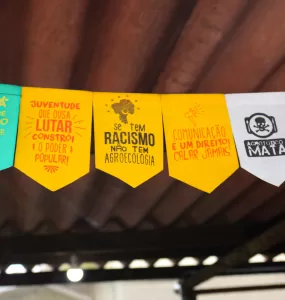 JUVENTUDE
QUE OUSA
LUTAR
CONSTRÓI
O PODER
POPULAR!
SE TEM
RACISMO
NÃO TEM
AGROECOLOGIA
COMUNICAÇÃO
É UM DIREITO
CALAR JAMAIS!
MATA